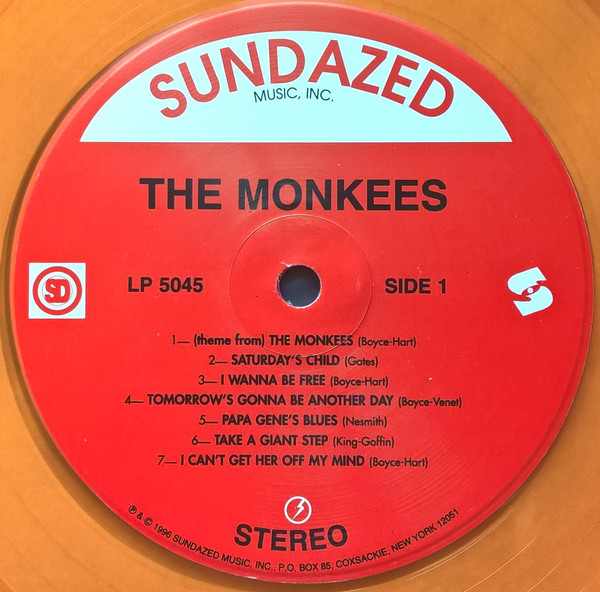 SUNDAZED
MUSIC, INC.
THE MONKEES
SD
LP 5045
SIDE 1
1— (theme from) THE MONKEES (Boyce-Hart)
2— SATURDAY'S CHILD (Gates)
3— I WANNA BE FREE (Boyce-Hart)
4— TOMORROW'S GONNA BE ANOTHER DAY (Boyce-Venet)
5— PAPA GENE'S BLUES (Nesmith)
6— TAKE A GIANT STEP (King-Goffin)
7— I CAN'T GET HER OFF MY MIND (Boyce-Hart)
STEREO
℗ & © 1996 SUNDAZED MUSIC, INC., P.O. BOX 85, COXSACKIE, NEW YORK 12051